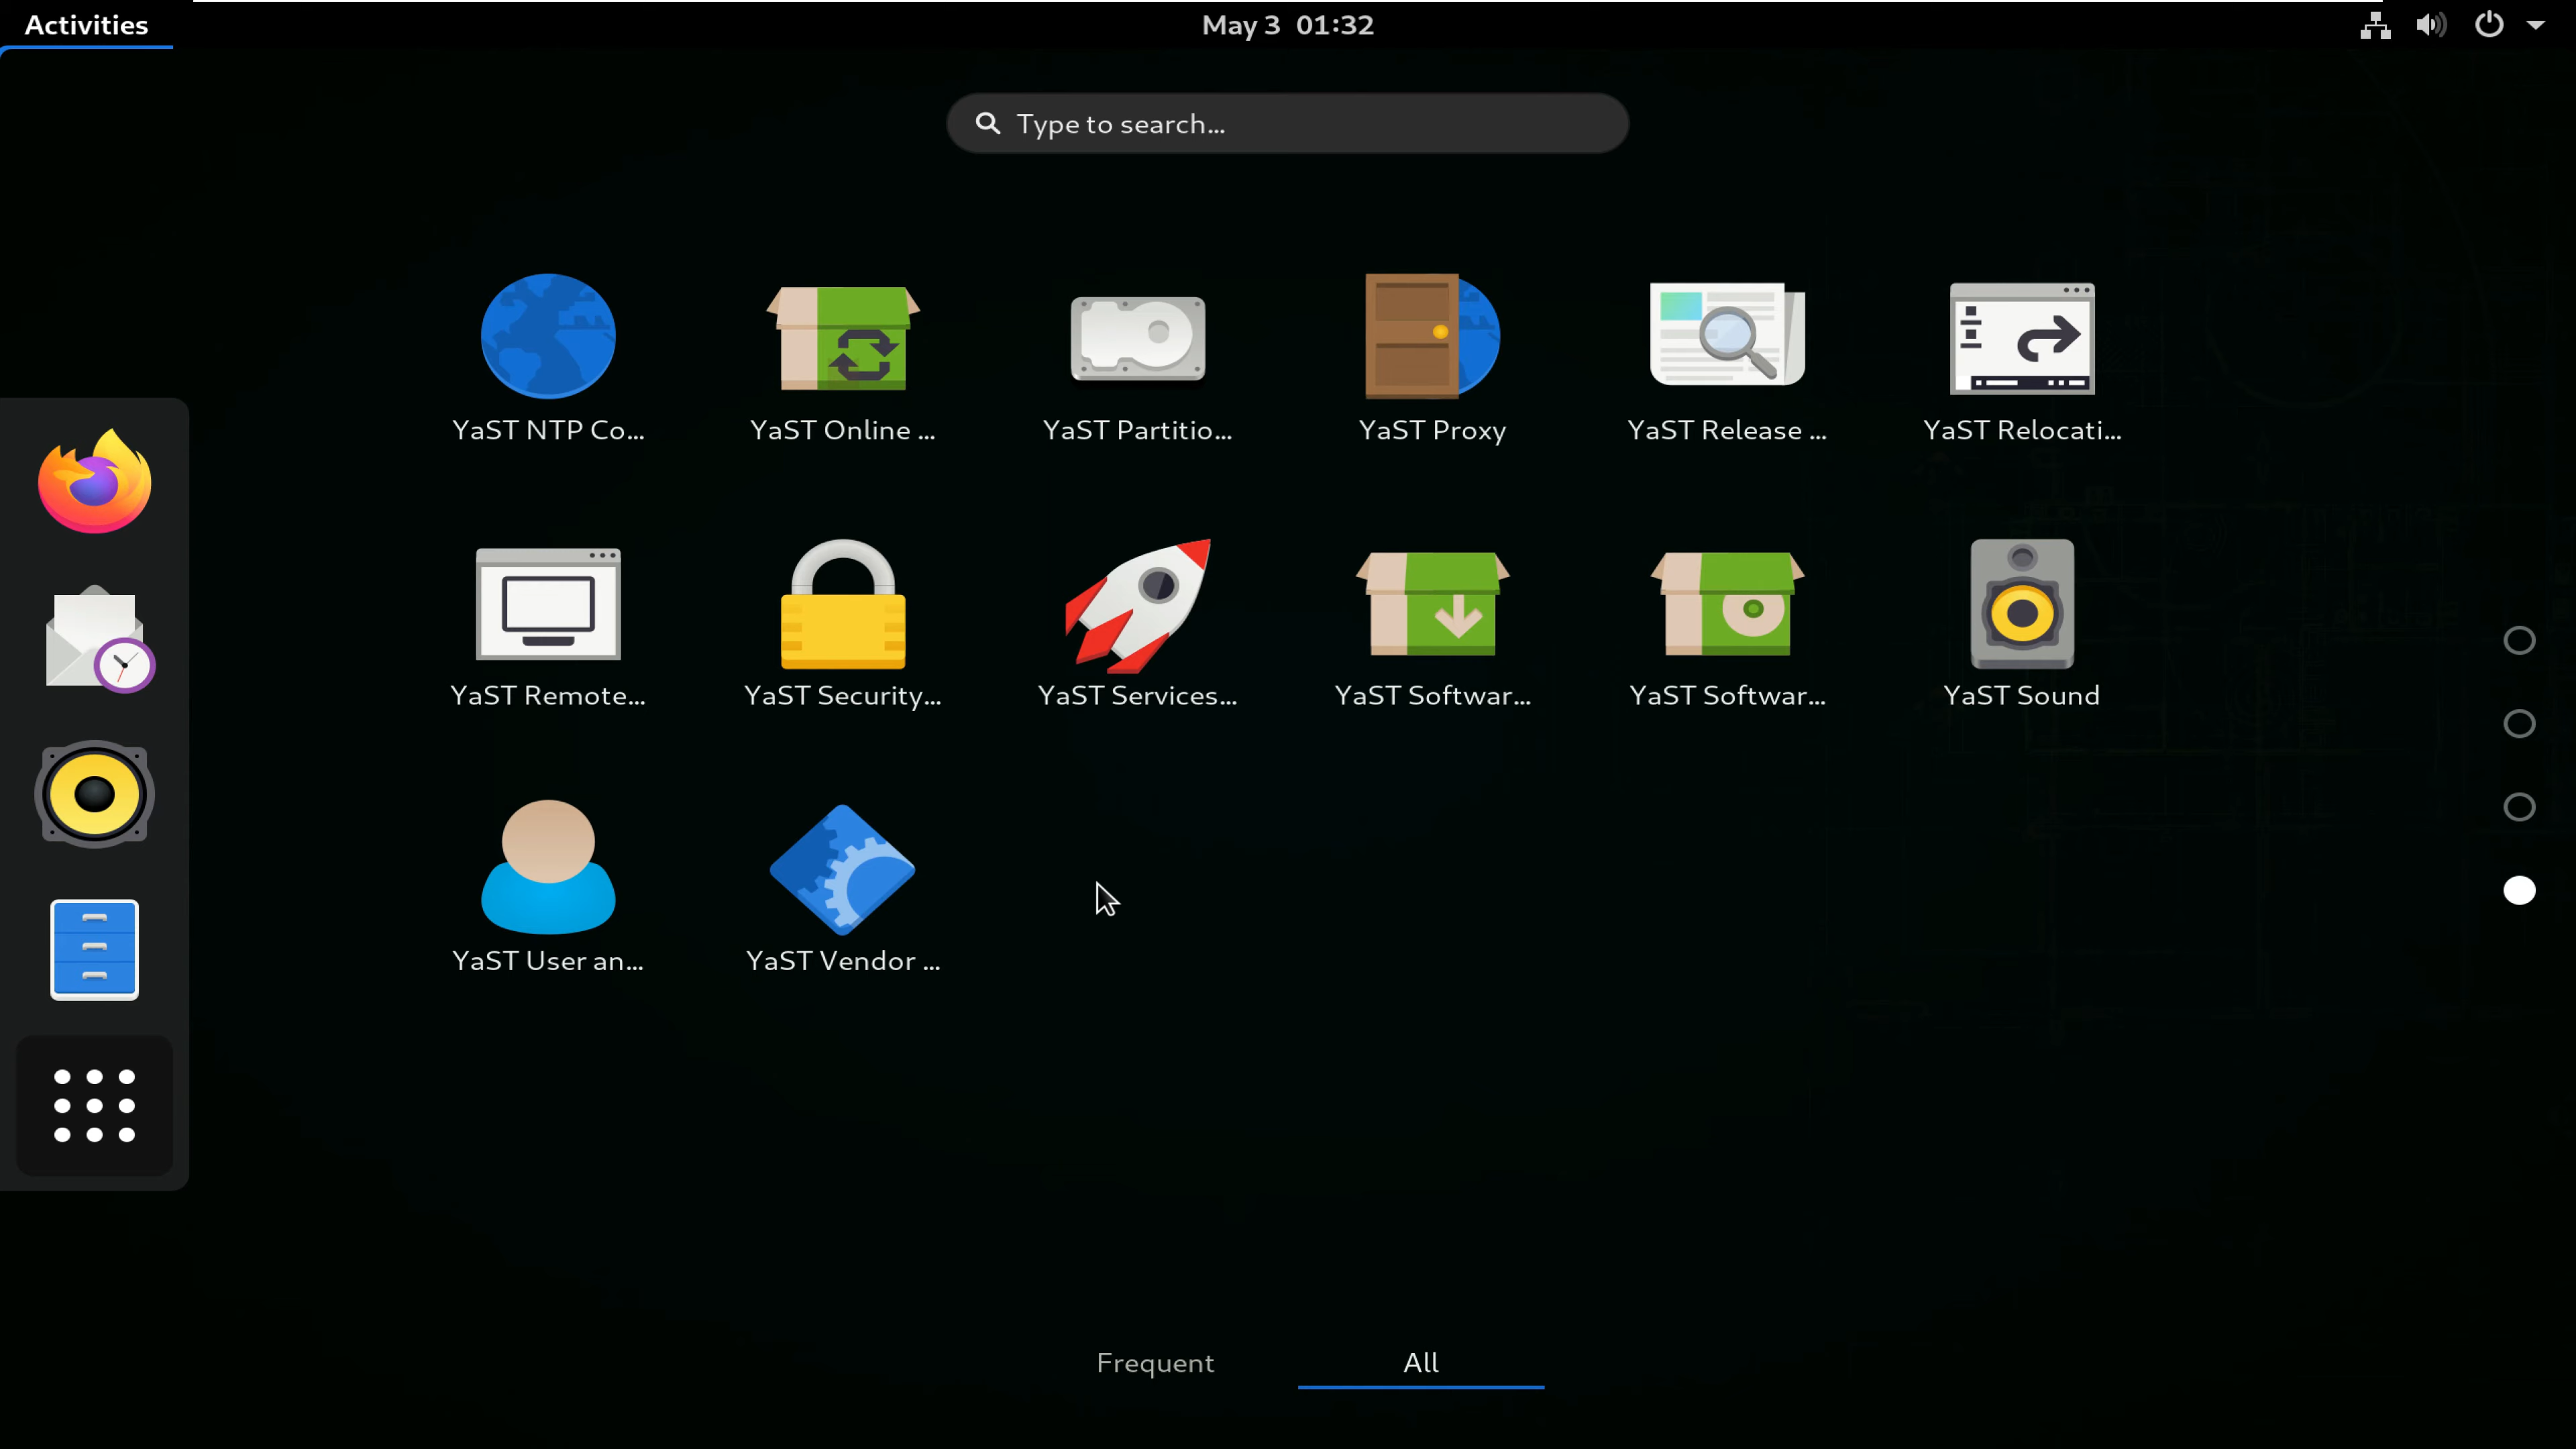 Activities
May 3 01:32
Type to search...
YaST NTP Co...
YaST Online ...
YaST Partitio...
YaST Proxy
YaST Release ...
YaST Relocati...
YaST Remote...
YaST Security...
YaST Services...
YaST Softwar...
YaST Softwar...
YaST Sound
YaST User an...
YaST Vendor ...
Frequent
All